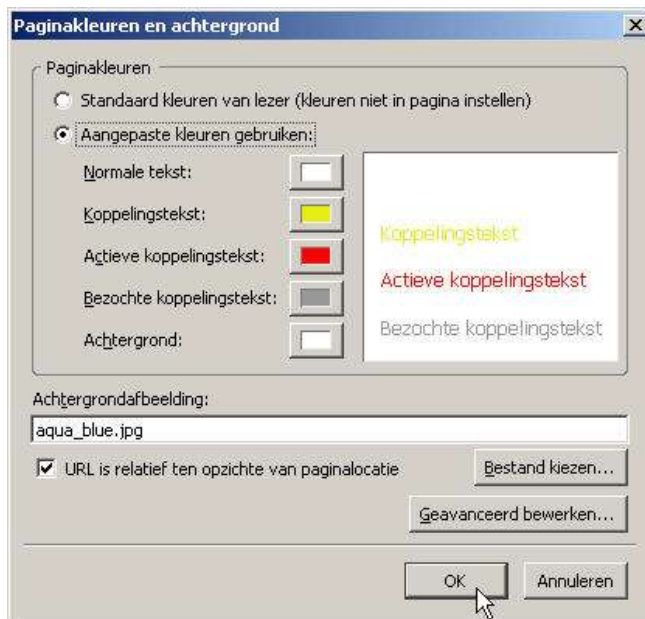 Paginakleuren en achtergrond
Paginakleuren
Standaard kleuren van lezer (kleuren niet in pagina instellen)
Aangepaste kleuren gebruiken:
Normale tekst:
Koppelingstekst:
Koppelingstekst
Actieve koppelingstekst:
Actieve koppelingstekst
Bezochte koppelingstekst:
Bezochte koppelingstekst
Achtergrond:
Achtergrondafbeelding:
aqua_blue.jpg
URL is relatief ten opzichte van paginalocatie
Bestand kiezen...
Geavanceerd bewerken...
OK
Annuleren